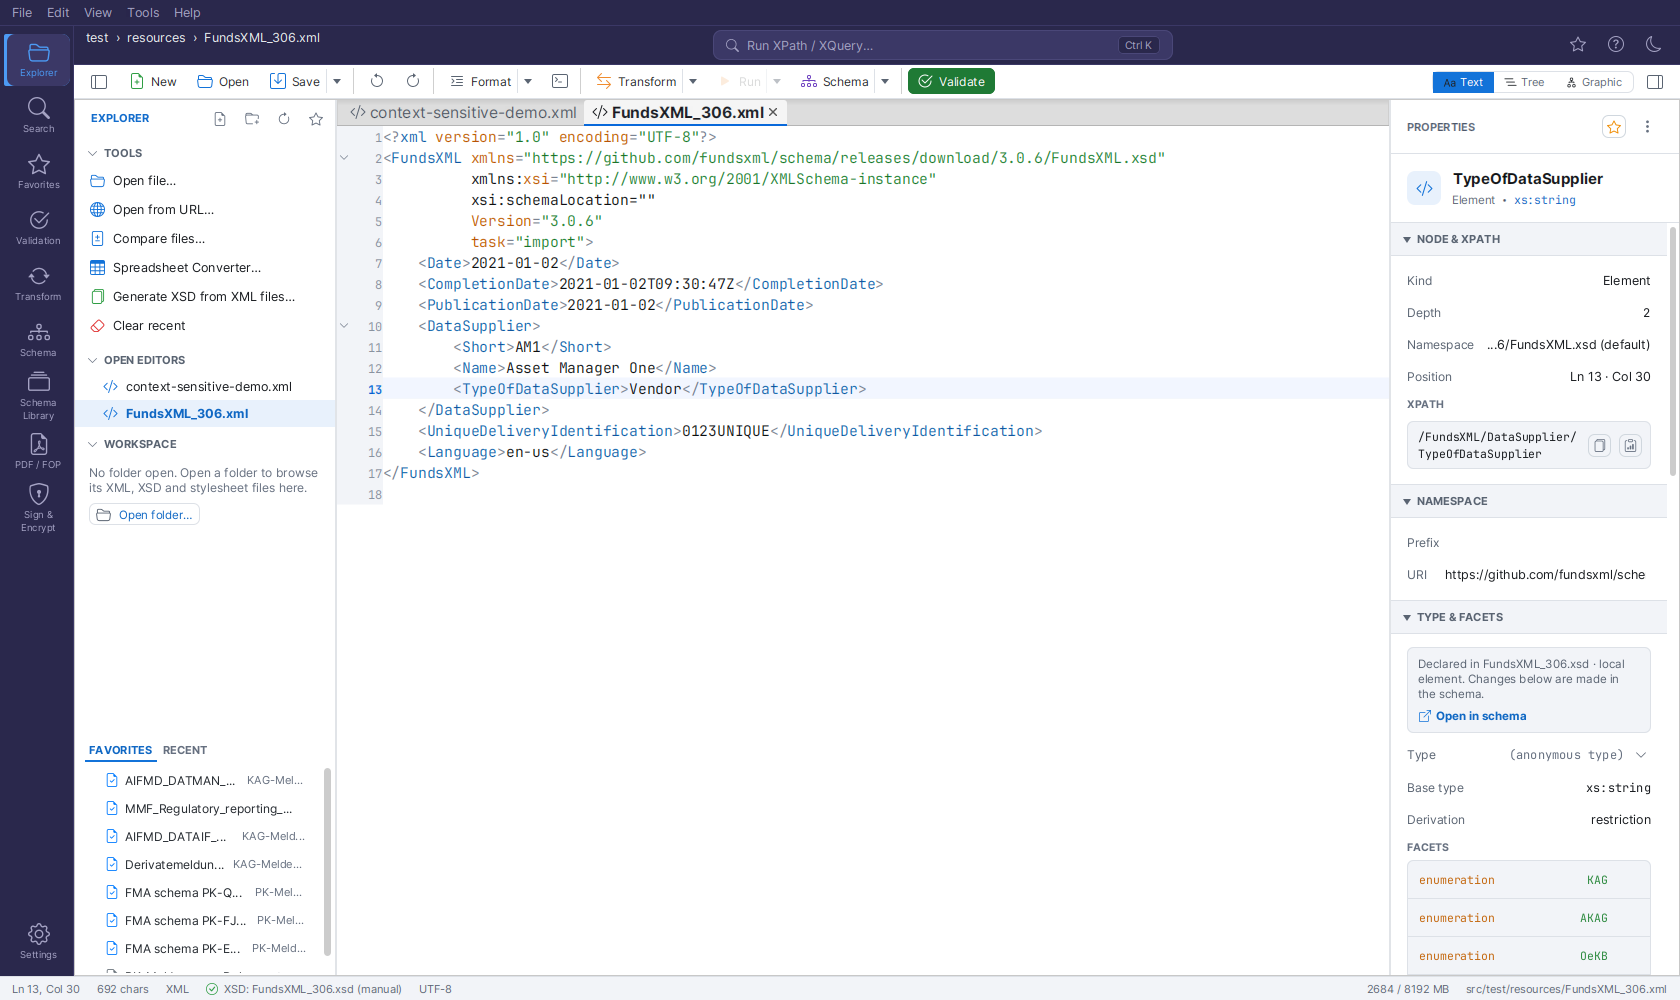 File Edit View Tools Help
test › resources › FundsXML_306.xml
Run XPath / XQuery... Ctrl K
New Open Save Format Transform Run Schema Validate Aa Text Tree Graphic
Explorer
Search
Favorites
Validation
Transform
Schema
Schema
Library
PDF / FOP
Sign &
Encrypt
Settings
EXPLORER
TOOLS
Open file...
Open from URL...
Compare files...
Spreadsheet Converter...
Generate XSD from XML files...
Clear recent
OPEN EDITORS
context-sensitive-demo.xml
FundsXML_306.xml
WORKSPACE
No folder open. Open a folder to browse
its XML, XSD and stylesheet files here.
Open folder...
FAVORITES RECENT
AIFMD_DATMAN_... KAG-Mel...
MMF_Regulatory_reporting_...
AIFMD_DATAIF_... KAG-Meld...
Derivatemeldun... KAG-Melde...
FMA schema PK-Q... PK-Mel...
FMA schema PK-FJ... PK-Mel...
FMA schema PK-E... PK-Meld...
context-sensitive-demo.xml FundsXML_306.xml
1 <?xml version="1.0" encoding="UTF-8"?>
2 <FundsXML xmlns="https://github.com/fundsxml/schema/releases/download/3.0.6/FundsXML.xsd"
3 xmlns:xsi="http://www.w3.org/2001/XMLSchema-instance"
4 xsi:schemaLocation=""
5 Version="3.0.6"
6 task="import">
7 <Date>2021-01-02</Date>
8 <CompletionDate>2021-01-02T09:30:47Z</CompletionDate>
9 <PublicationDate>2021-01-02</PublicationDate>
10 <DataSupplier>
11 <Short>AM1</Short>
12 <Name>Asset Manager One</Name>
13 <TypeOfDataSupplier>Vendor</TypeOfDataSupplier>
14 </DataSupplier>
15 <UniqueDeliveryIdentification>0123UNIQUE</UniqueDeliveryIdentification>
16 <Language>en-us</Language>
17 </FundsXML>
18
PROPERTIES
TypeOfDataSupplier
Element • xs:string
NODE & XPATH
Kind Element
Depth 2
Namespace ...6/FundsXML.xsd (default)
Position Ln 13 · Col 30
XPATH
/FundsXML/DataSupplier/
TypeOfDataSupplier
NAMESPACE
Prefix
URI https://github.com/fundsxml/sche
TYPE & FACETS
Declared in FundsXML_306.xsd · local
element. Changes below are made in
the schema.
Open in schema
Type (anonymous type)
Base type xs:string
Derivation restriction
FACETS
enumeration KAG
enumeration AKAG
enumeration OeKB
Ln 13, Col 30 692 chars XML XSD: FundsXML_306.xsd (manual) UTF-8 2684 / 8192 MB src/test/resources/FundsXML_306.xml